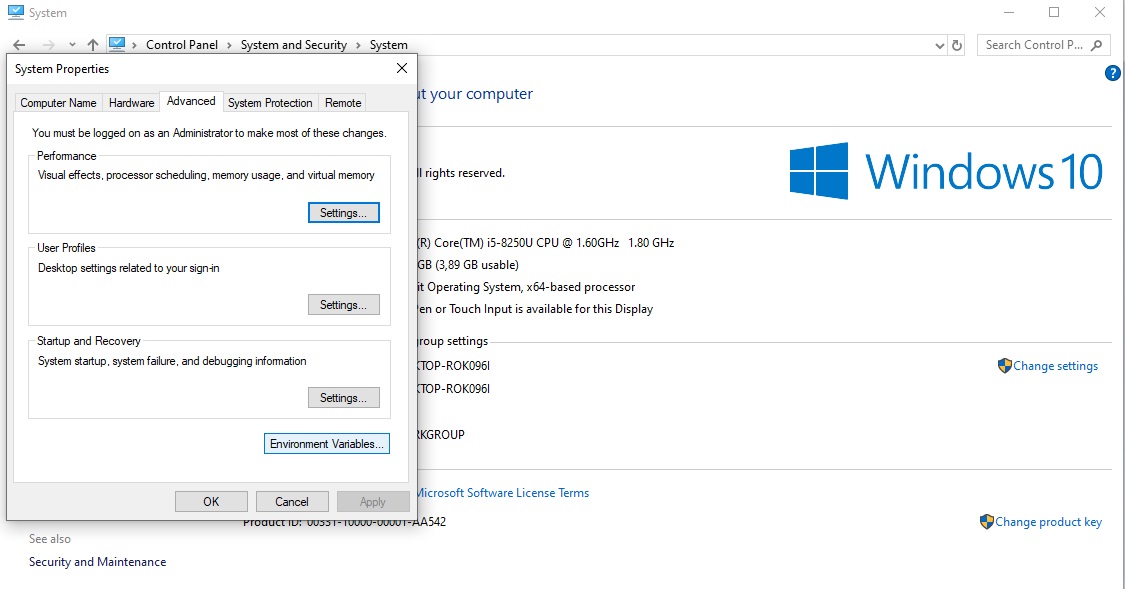 System
Control Panel > System and Security > System
Search Control P...
System Properties
Computer Name
Hardware
Advanced
System Protection
Remote
You must be logged on as an Administrator to make most of these changes.
Performance
Visual effects, processor scheduling, memory usage, and virtual memory
Settings...
User Profiles
Desktop settings related to your sign-in
Settings...
Startup and Recovery
System startup, system failure, and debugging information
Settings...
Environment Variables...
OK
Cancel
Apply
?
ut your computer
ll rights reserved.
Windows 10
(R) Core(TM) i5-8250U CPU @ 1.60GHz 1.80 GHz
GB (3,89 GB usable)
it Operating System, x64-based processor
en or Touch Input is available for this Display
group settings
KTOP-ROK096I
Change settings
KTOP-ROK096I
RKGROUP
Microsoft Software License Terms
Product ID: 00331-10000-00001-AA542
Change product key
See also
Security and Maintenance